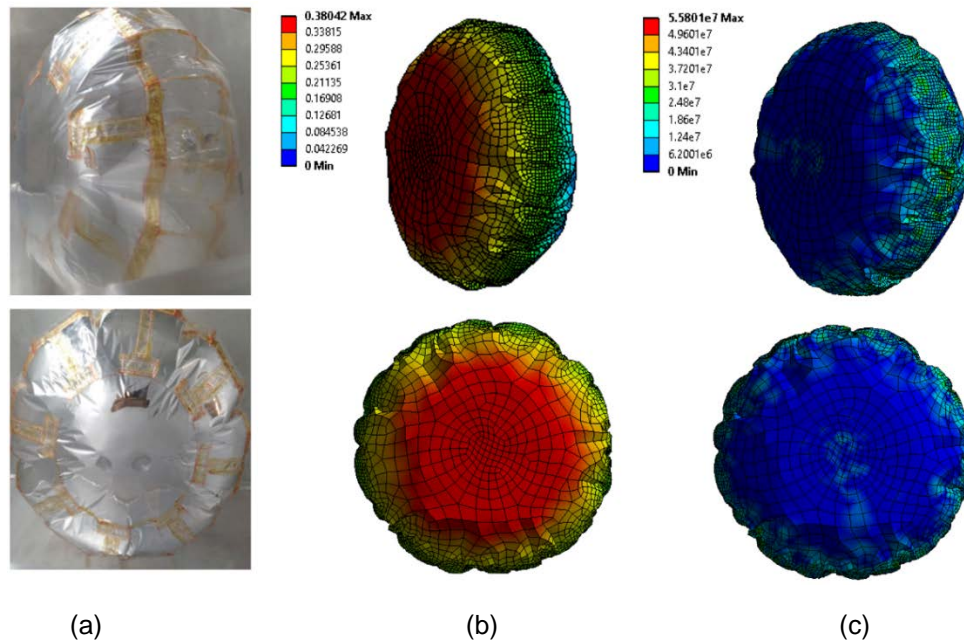 0.38042 Max
0.33815
0.29588
0.25361
0.21135
0.16908
0.12681
0.084538
0.042269
0 Min
5.5801e7 Max
4.9601e7
4.3401e7
3.7201e7
3.1e7
2.48e7
1.86e7
1.24e7
6.2001e6
0 Min
(a)
(b)
(c)